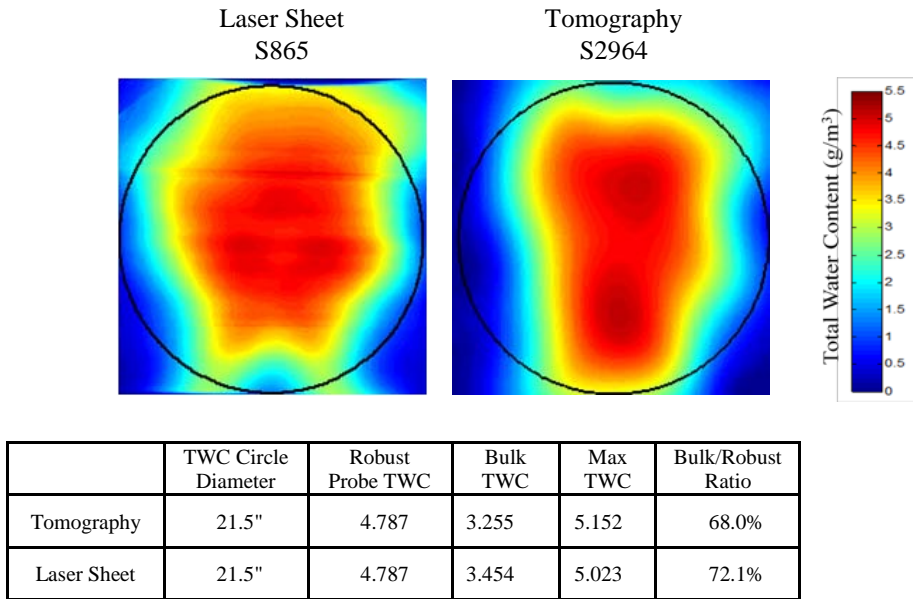 Laser Sheet
S865
Tomography
S2964
Total Water Content (g/m³)
5.5
5
4.5
4
3.5
3
2.5
2
1.5
1
0.5
0
TWC Circle Diameter
Robust Probe TWC
Bulk TWC
Max TWC
Bulk/Robust Ratio
Tomography 21.5" 4.787 3.255 5.152 68.0%
Laser Sheet 21.5" 4.787 3.454 5.023 72.1%